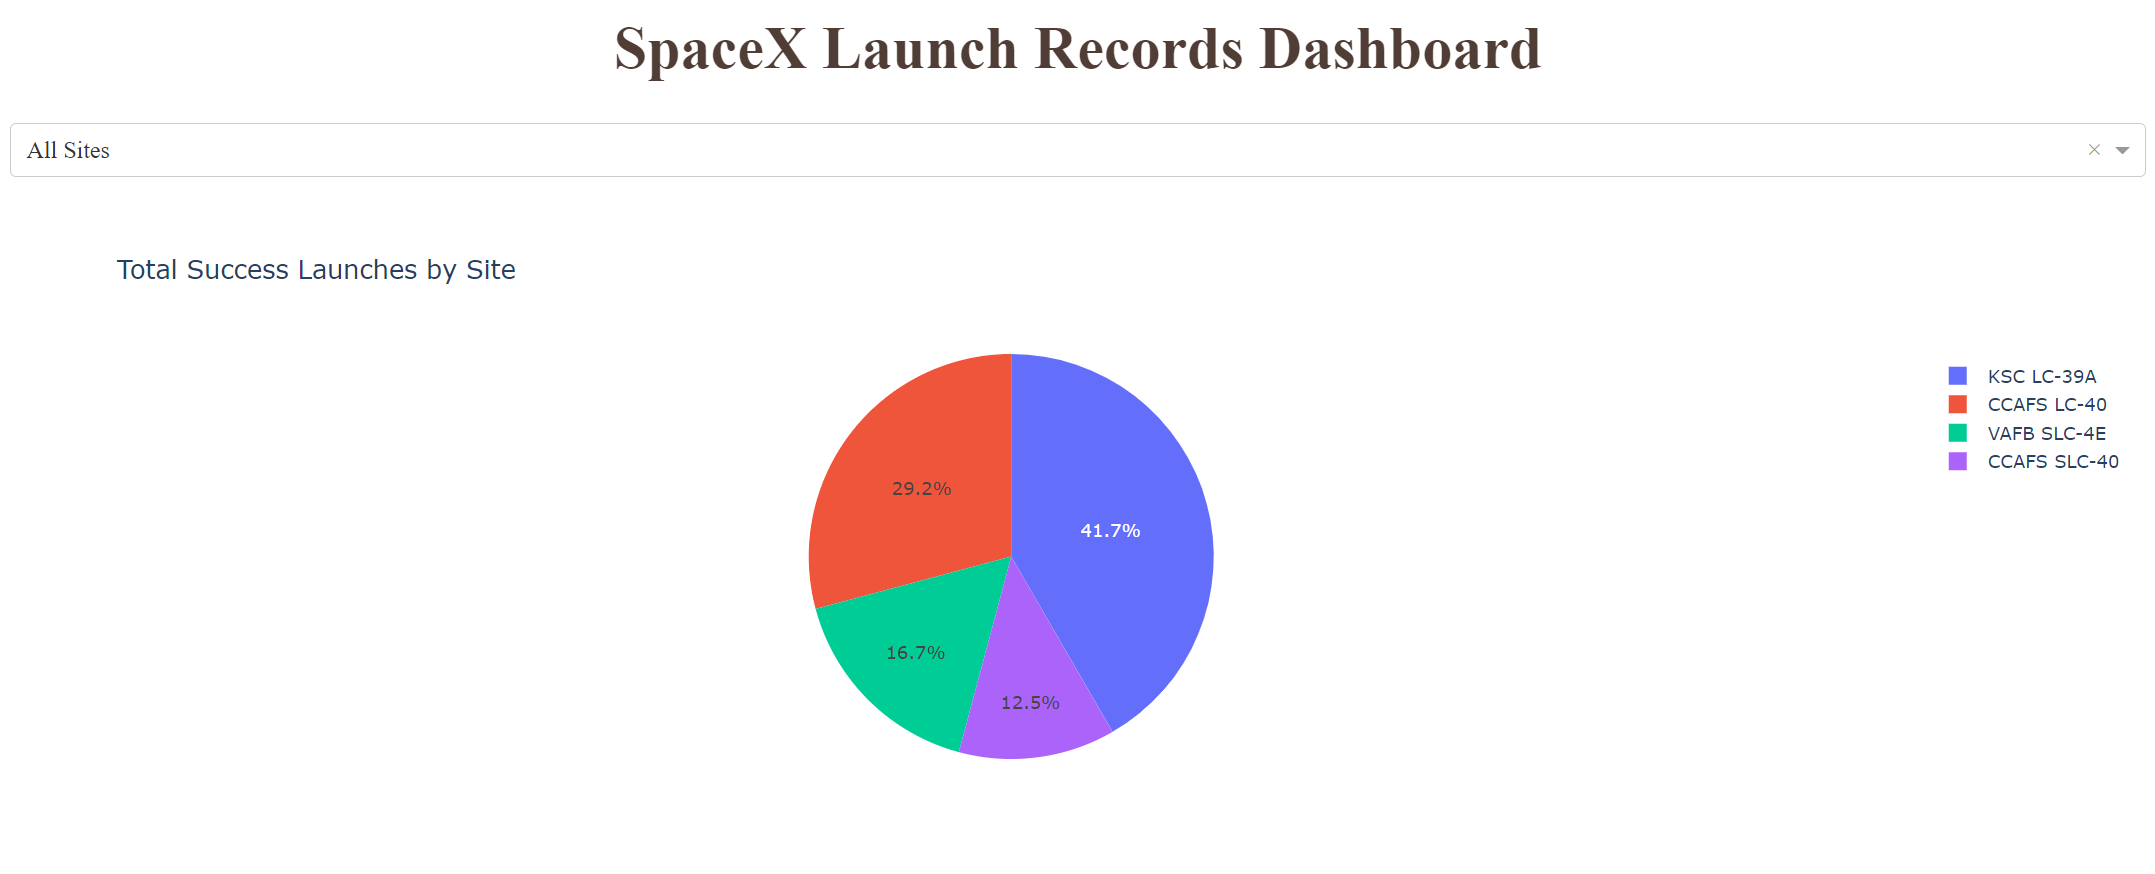 SpaceX Launch Records Dashboard
All Sites
Total Success Launches by Site
KSC LC-39A
CCAFS LC-40
VAFB SLC-4E
CCAFS SLC-40
29.2%
41.7%
16.7%
12.5%